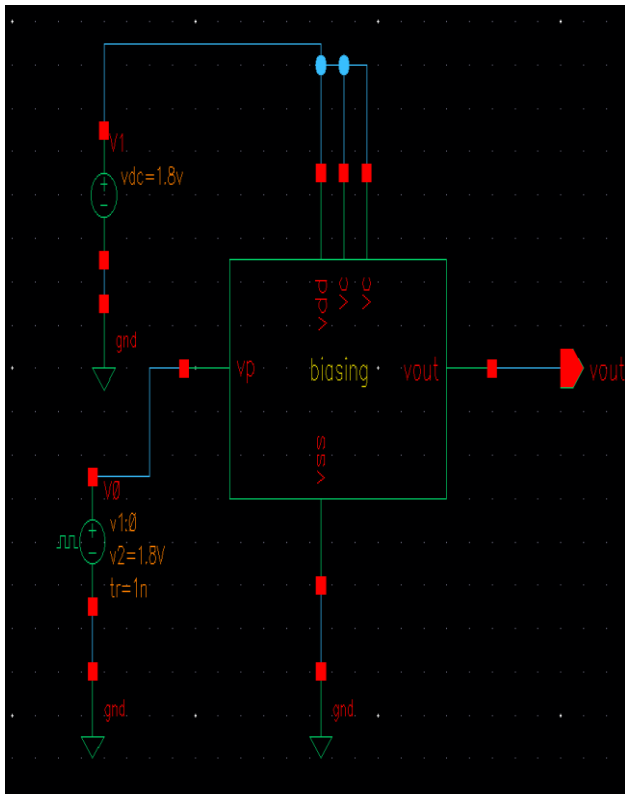 V1
vdc=1.8v
gnd
vdd
vc
vc
vp
biasing
vout
vout
vss
V0
v1:0
v2=1.8V
tr=1n
gnd
gnd